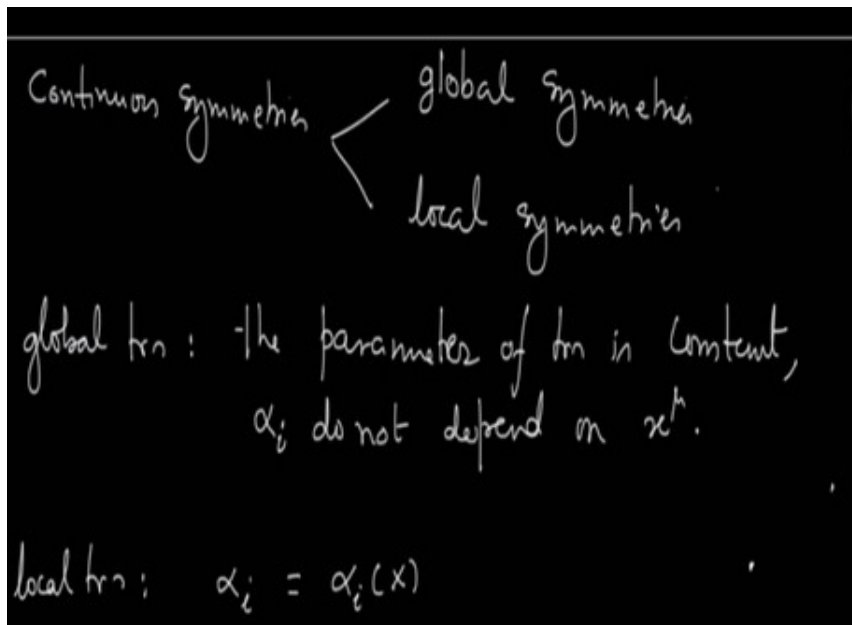 Continuous symmetries < global symmetries
local symmetries
global trn : The parameter of trn is constant,
αᵢ do not depend on x^μ.
local trn : αᵢ = αᵢ(x)